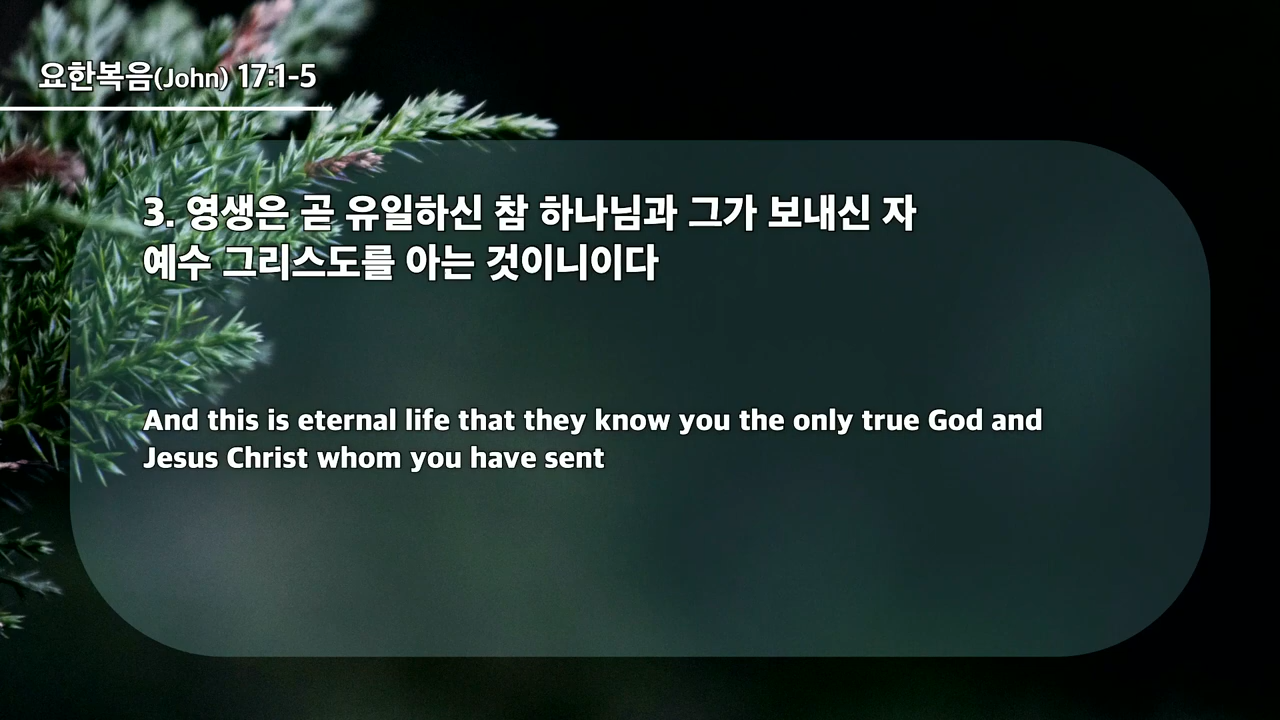 요한복음(John) 17:1-5
3. 영생은 곧 유일하신 참 하나님과 그가 보내신 자
예수 그리스도를 아는 것이니이다
And this is eternal life that they know you the only true God and
Jesus Christ whom you have sent